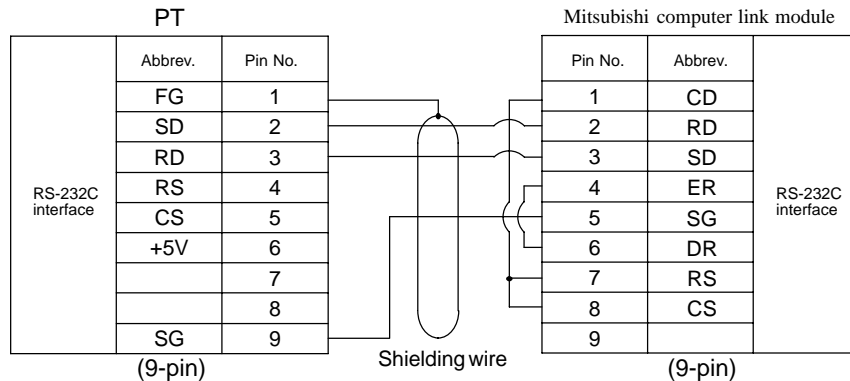 PT
Mitsubishi computer link module
Abbrev. Pin No.
FG 1
SD 2
RD 3
RS 4
CS 5
+5V 6
7
8
SG 9
RS-232C
interface
(9-pin)
Shielding wire
Pin No. Abbrev.
1 CD
2 RD
3 SD
4 ER
5 SG
6 DR
7 RS
8 CS
9
RS-232C
interface
(9-pin)